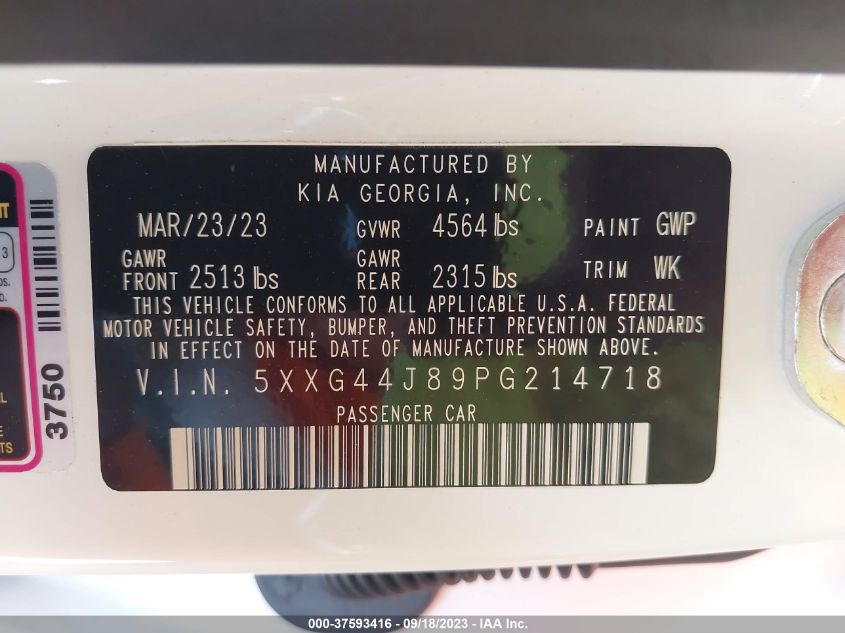 MANUFACTURED BY
KIA GEORGIA, INC.
MAR/23/23 GVWR 4564 lbs PAINT GWP
GAWR FRONT 2513 lbs GAWR REAR 2315 lbs TRIM WK
THIS VEHICLE CONFORMS TO ALL APPLICABLE U.S.A. FEDERAL
MOTOR VEHICLE SAFETY, BUMPER, AND THEFT PREVENTION STANDARDS
IN EFFECT ON THE DATE OF MANUFACTURE SHOWN ABOVE.
V.I.N. 5XXG44J89PG214718
PASSENGER CAR
3750
000-37593416 - 09/18/2023 - IAA Inc.